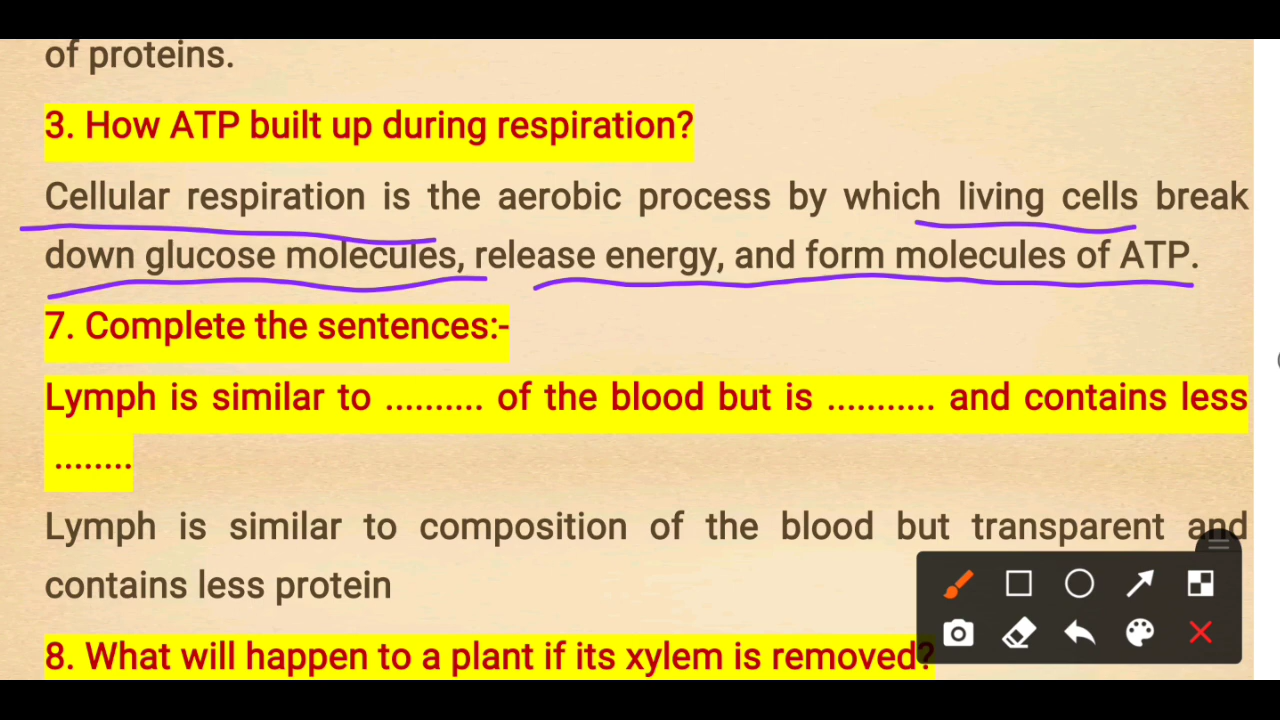 of proteins.
3. How ATP built up during respiration?
Cellular respiration is the aerobic process by which living cells break
down glucose molecules, release energy, and form molecules of ATP.
7. Complete the sentences:-
Lymph is similar to .......... of the blood but is ........... and contains less
........
Lymph is similar to composition of the blood but transparent and
contains less protein
8. What will happen to a plant if its xylem is removed?